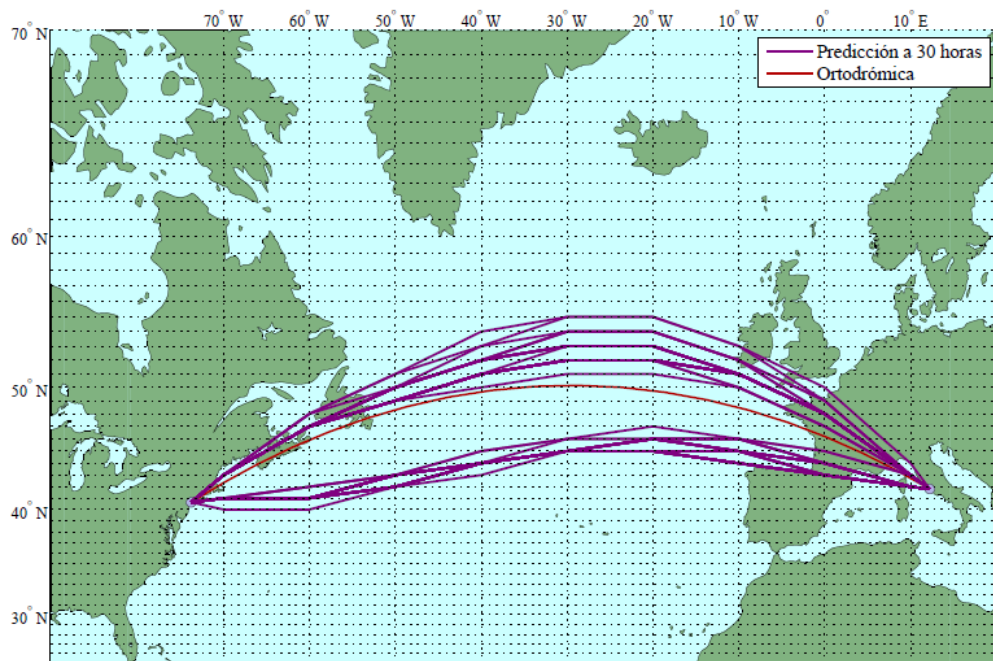 70° W 60° W 50° W 40° W 30° W 20° W 10° W 0° 10° E
70° N
Predicción a 30 horas
Ortodrómica
60° N
50° N
40° N
30° N